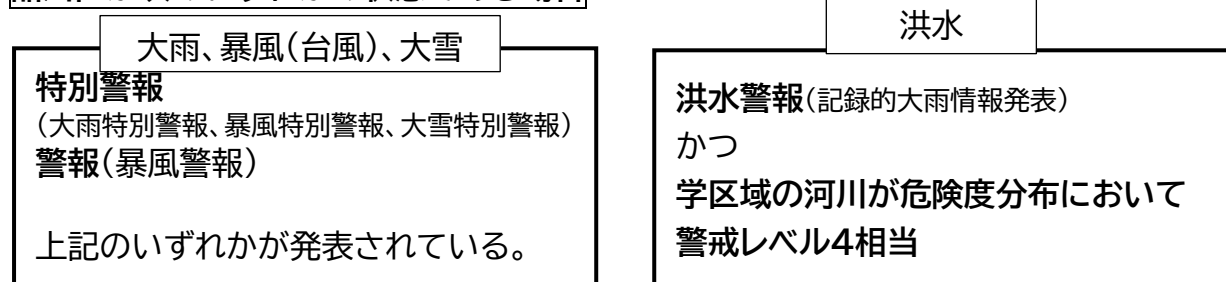 大雨、暴風(台風)、大雪
特別警報
(大雨特別警報、暴風特別警報、大雪特別警報)
警報(暴風警報)
上記のいずれかが発表されている。
洪水
洪水警報(記録的大雨情報発表)
かつ
学区域の河川が危険度分布において
警戒レベル4相当